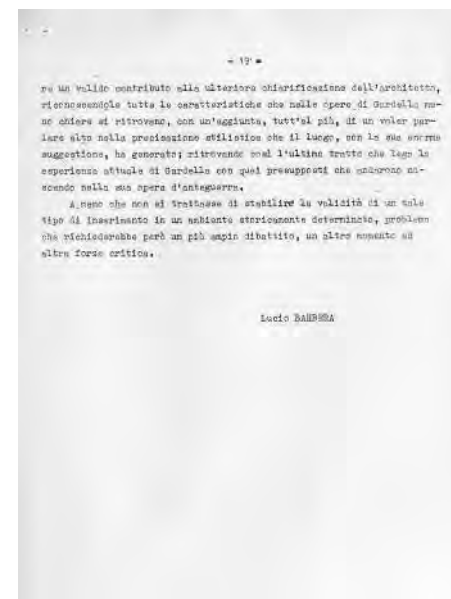 - 19 -
re un valido contributo alla ulteriore chiarificazione dell'architetto,
riconoscendole tutte le caratteristiche che nelle opere di Gardella me-
no chiare si ritrovano, con un'aggiunta, tutt'al più, di un voler par-
lare alto nella precisazione stilistica che il luogo, con la sua enorme
suggestione, ha generato; ritrovando così l'ultimo tratto che lega la
esperienza attuale di Gardella con quei presupposti che andarono na-
scendo nella sua opera d'anteguerra.
A meno che non si trattasse di stabilire la validità di un tale
tipo di inserimento in un ambiente storicamente determinato, problema
che richiederebbe però un più ampio dibattito, un altro momento ed
altra forza critica.
Lucio BARBERA